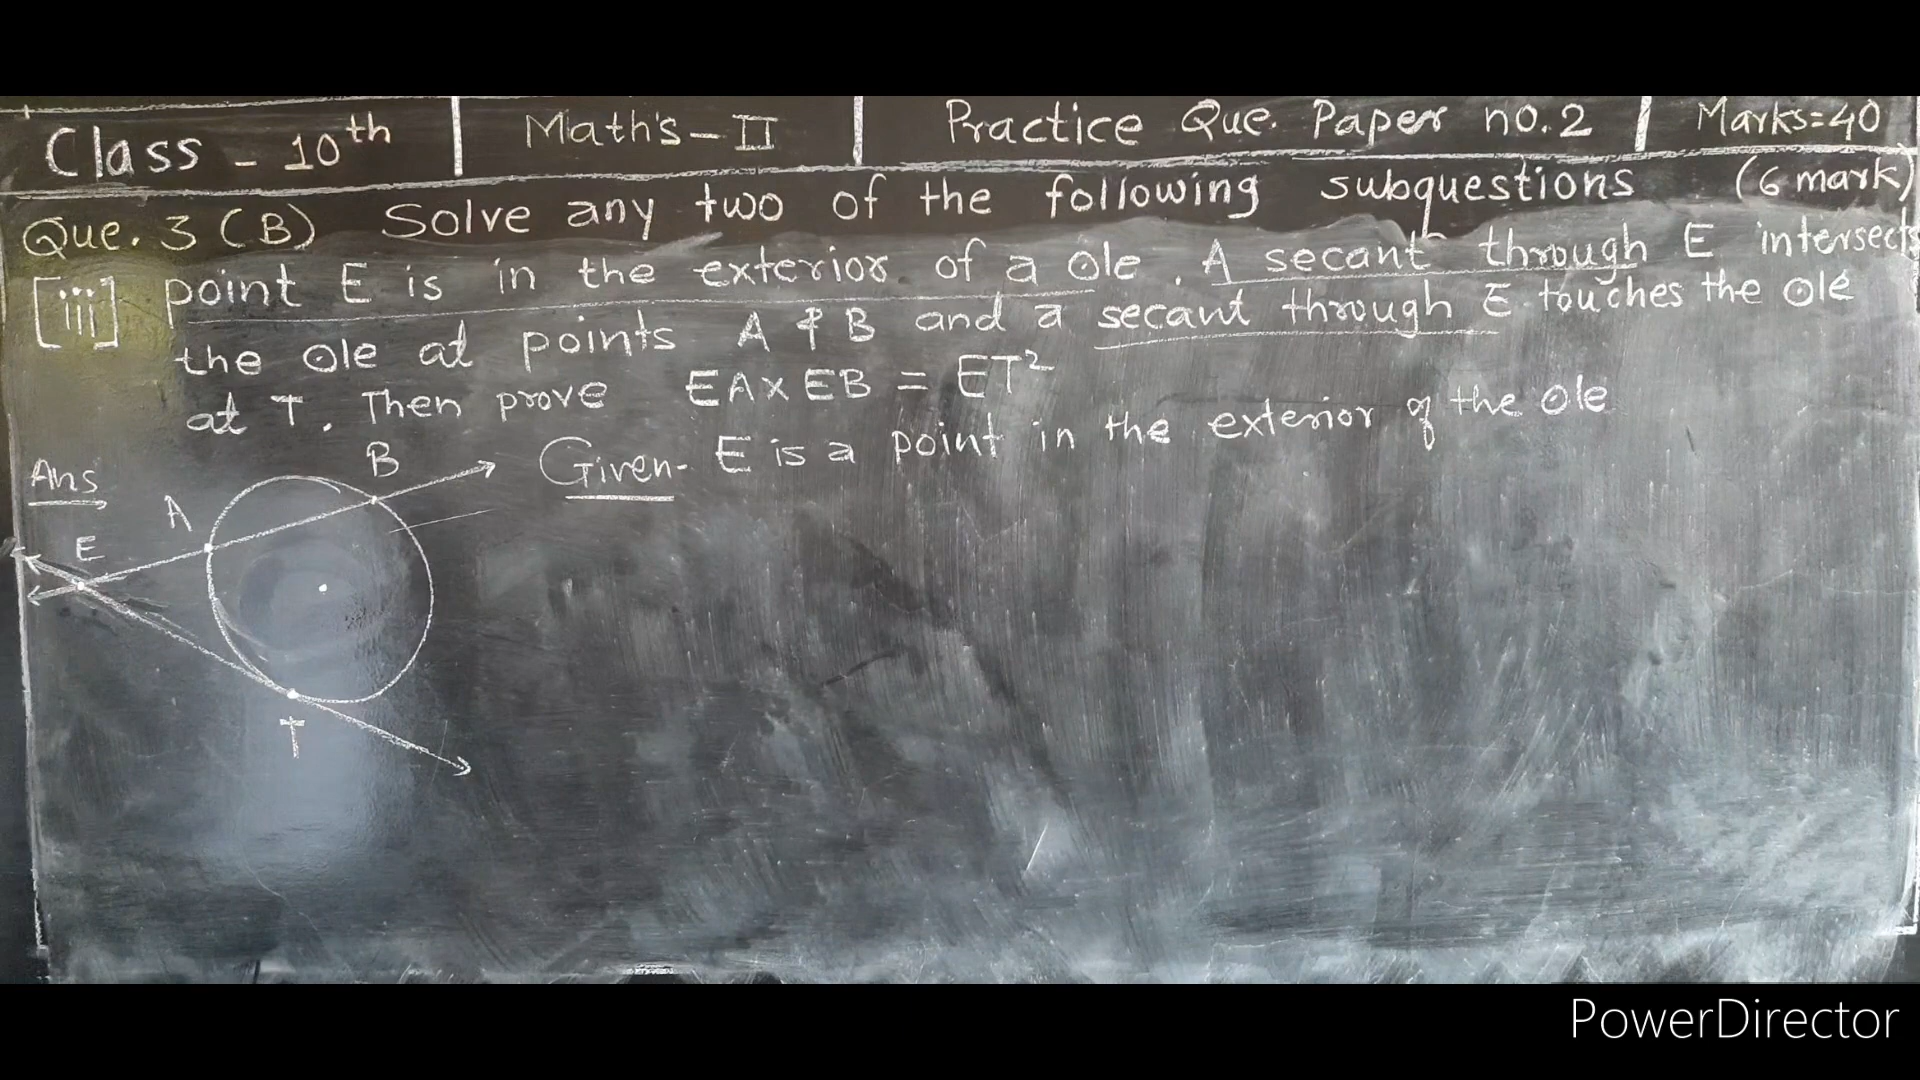 Class - 10th Maths-II Practice Que. Paper no.2 Marks=40
Que. 3 (B) Solve any two of the following subquestions (6 mark)
[iii] point E is in the exterior of a Ole. A secant through E intersects
the Ole at points A & B and a secant through E touches the Ole
at T. Then prove EA x EB = ET²
Ans Given- E is a point in the exterior of the Ole
B
A
E
T
PowerDirector